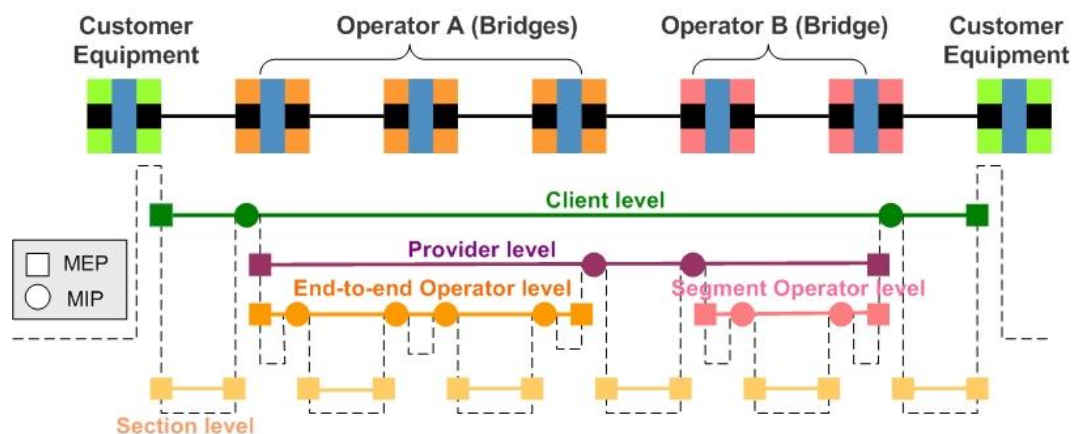 Customer
Equipment
Operator A (Bridges)
Operator B (Bridge)
Customer
Equipment
Client level
MEP
MIP
Provider level
End-to-end Operator level
Segment Operator level
Section level